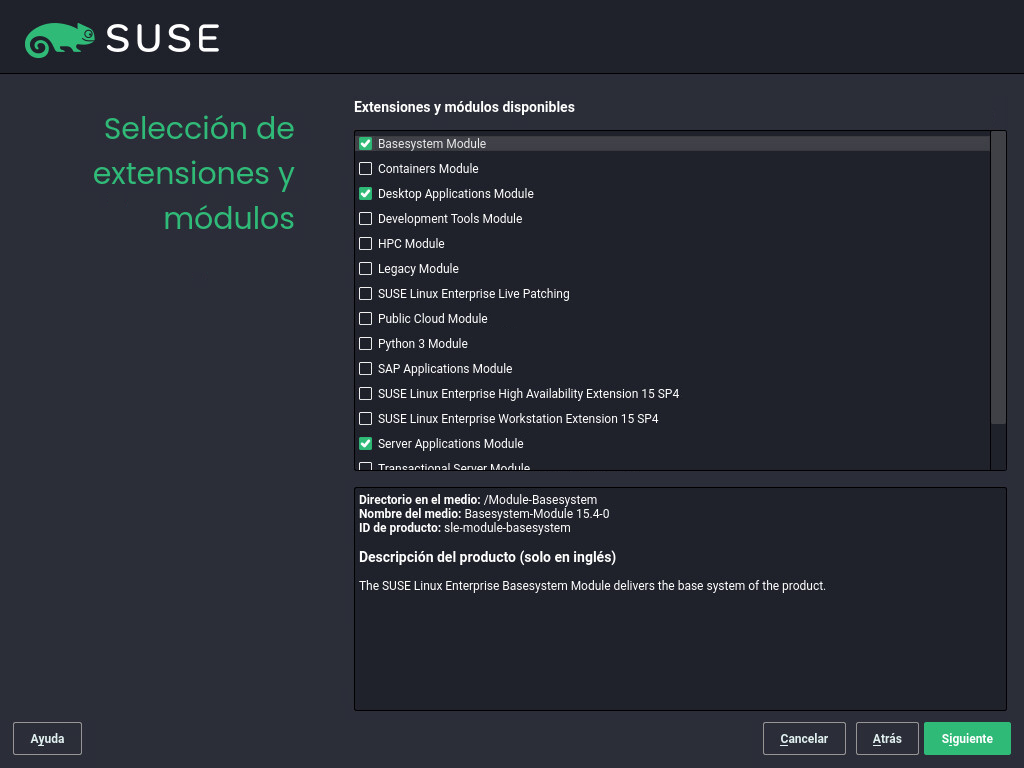 SUSE
Selección de
extensiones y
módulos
Extensiones y módulos disponibles
Basesystem Module
Containers Module
Desktop Applications Module
Development Tools Module
HPC Module
Legacy Module
SUSE Linux Enterprise Live Patching
Public Cloud Module
Python 3 Module
SAP Applications Module
SUSE Linux Enterprise High Availability Extension 15 SP4
SUSE Linux Enterprise Workstation Extension 15 SP4
Server Applications Module
Transactional Server Module
Directorio en el medio: /Module-Basesystem
Nombre del medio: Basesystem-Module 15.4-0
ID de producto: sle-module-basesystem
Descripción del producto (solo en inglés)
The SUSE Linux Enterprise Basesystem Module delivers the base system of the product.
Ayuda
Cancelar
Atrás
Siguiente